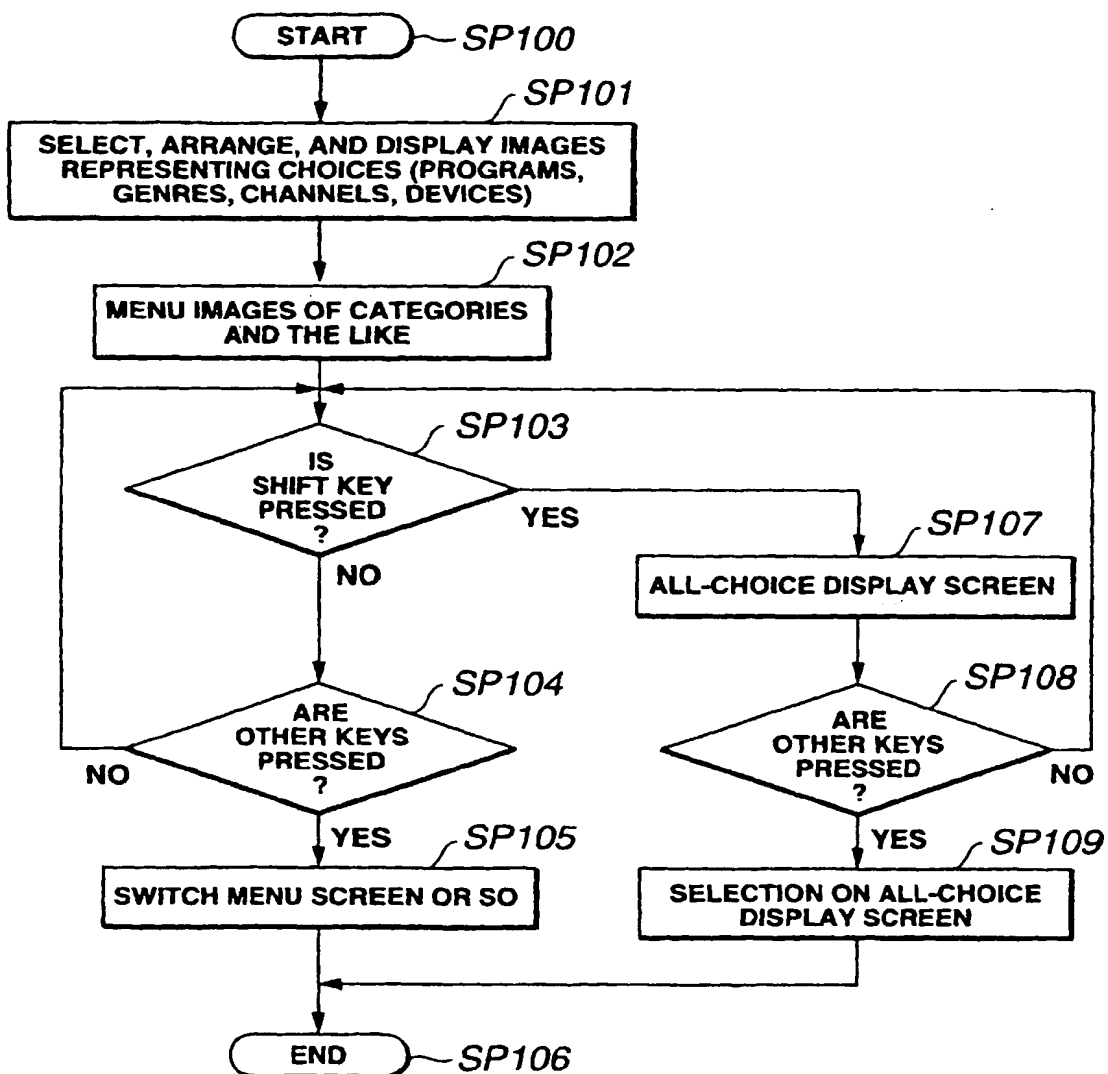 START
SP100
SP101
SELECT, ARRANGE, AND DISPLAY IMAGES
REPRESENTING CHOICES (PROGRAMS,
GENRES, CHANNELS, DEVICES)
SP102
MENU IMAGES OF CATEGORIES
AND THE LIKE
SP103
IS
SHIFT KEY
PRESSED
?
YES
NO
SP107
ALL-CHOICE DISPLAY SCREEN
SP104
ARE
OTHER KEYS
PRESSED
?
NO
YES
SP108
ARE
OTHER KEYS
PRESSED
?
NO
YES
SP105
SWITCH MENU SCREEN OR SO
SP109
SELECTION ON ALL-CHOICE
DISPLAY SCREEN
END
SP106